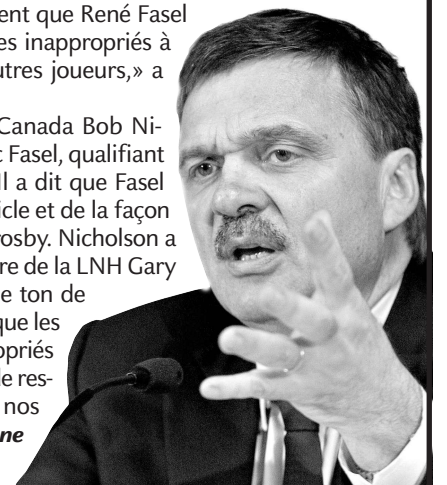 ent que René Fasel
es inappropriés à
utres joueurs,» a
Canada Bob Ni-
c Fasel, qualifiant
Il a dit que Fasel
icle et de la façon
rosby. Nicholson a
re de la LNH Gary
e ton de
que les
opriés
de res-
nos
ne